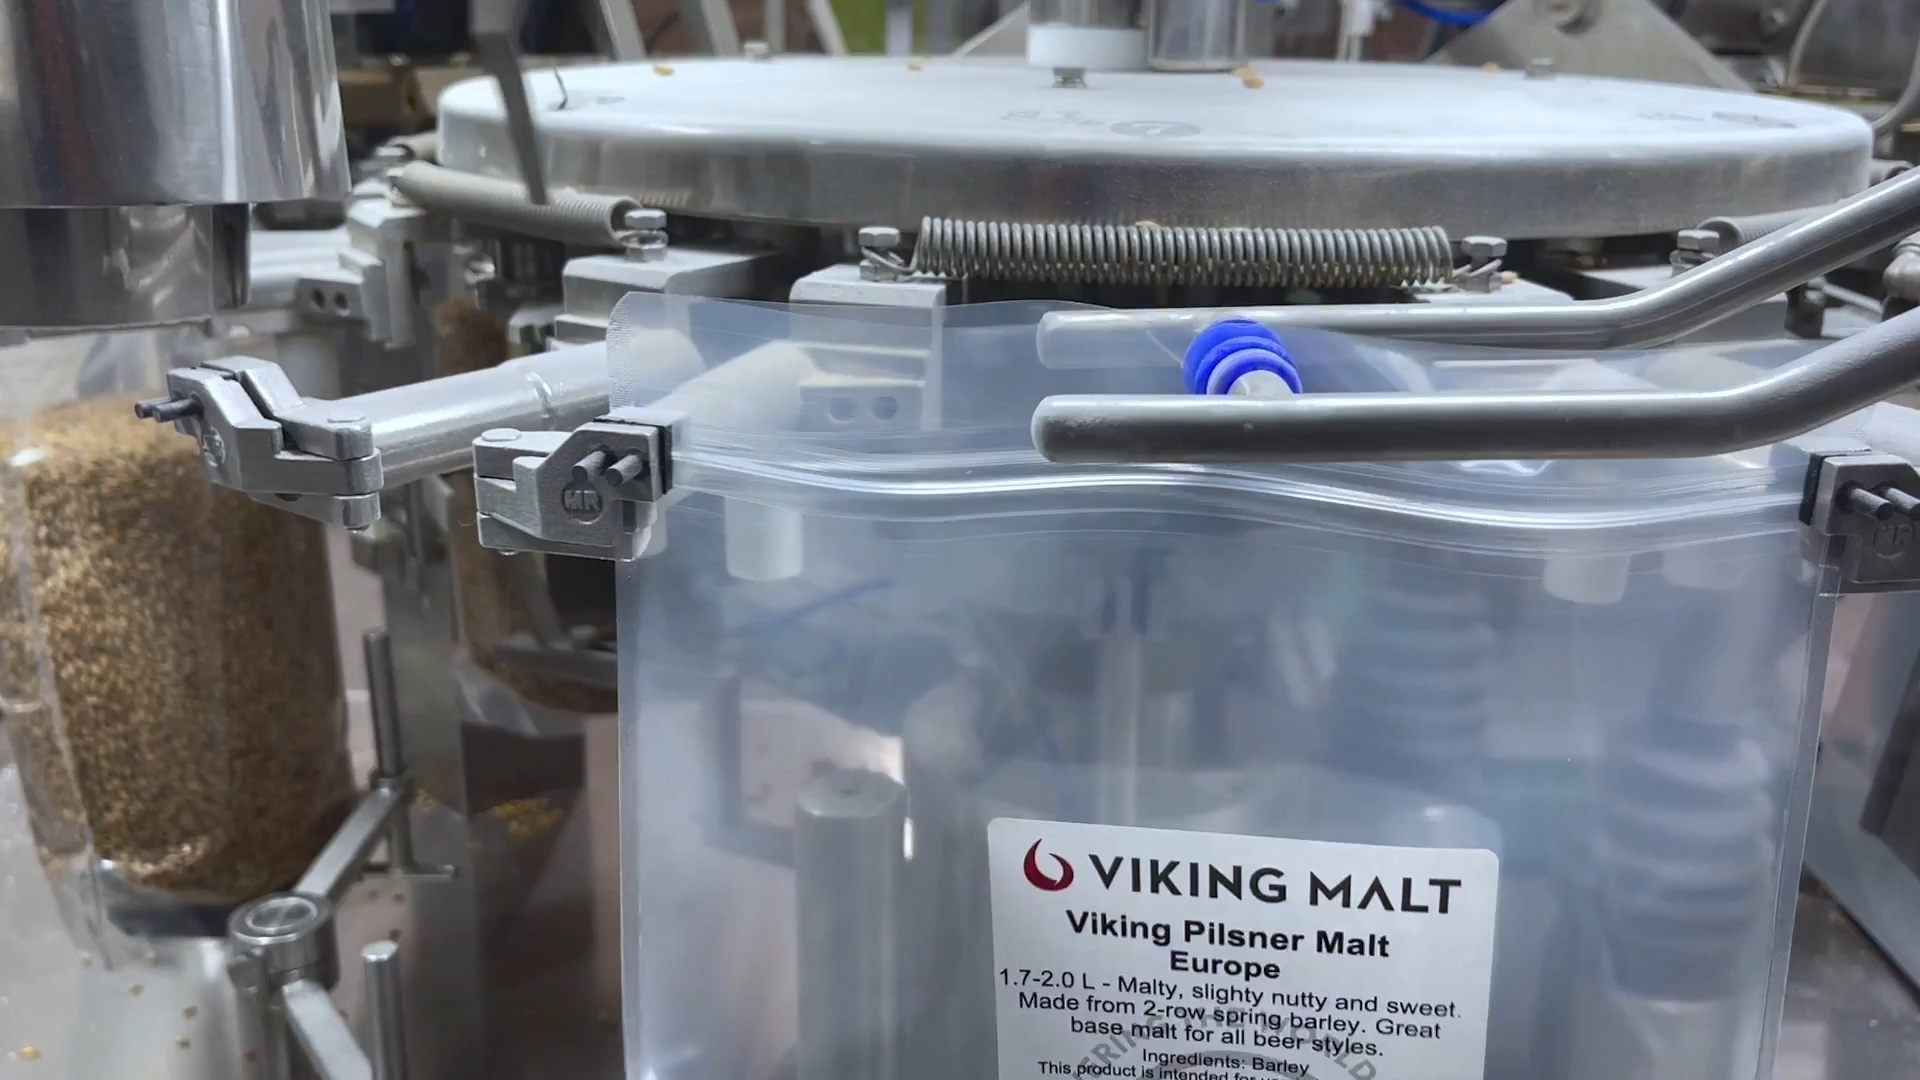 MR
VIKING MALT
Viking Pilsner Malt
Europe
1.7-2.0 L - Malty, slighty nutty and sweet.
Made from 2-row spring barley. Great
base malt for all beer styles.
Ingredients: Barley
This product is intended for